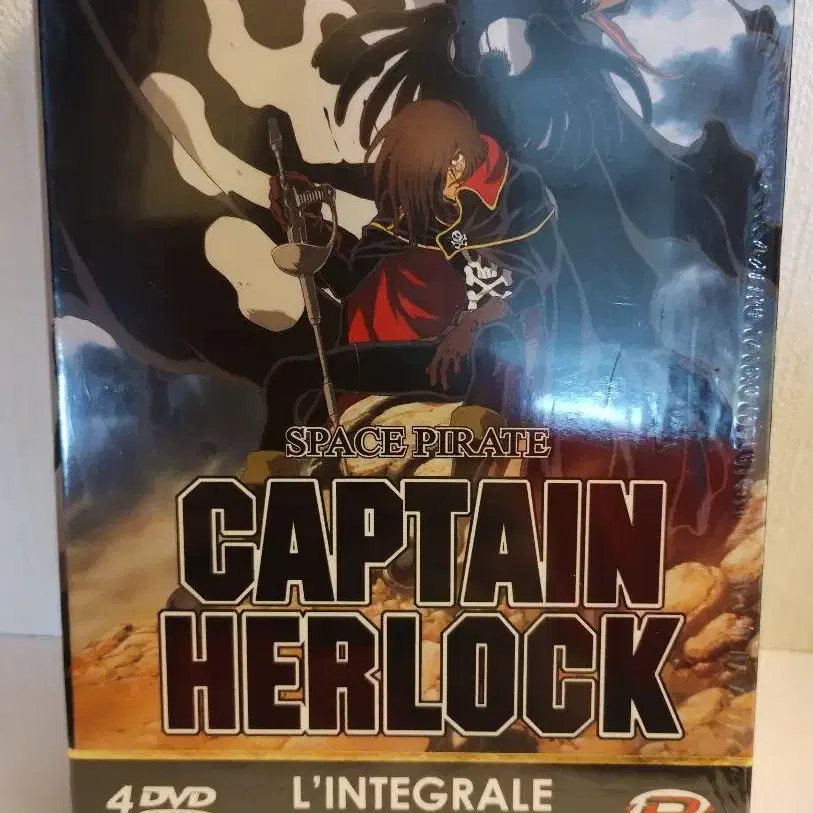 SPACE PIRATE
CAPTAIN
HERLOCK
4 DVD L'INTEGRALE